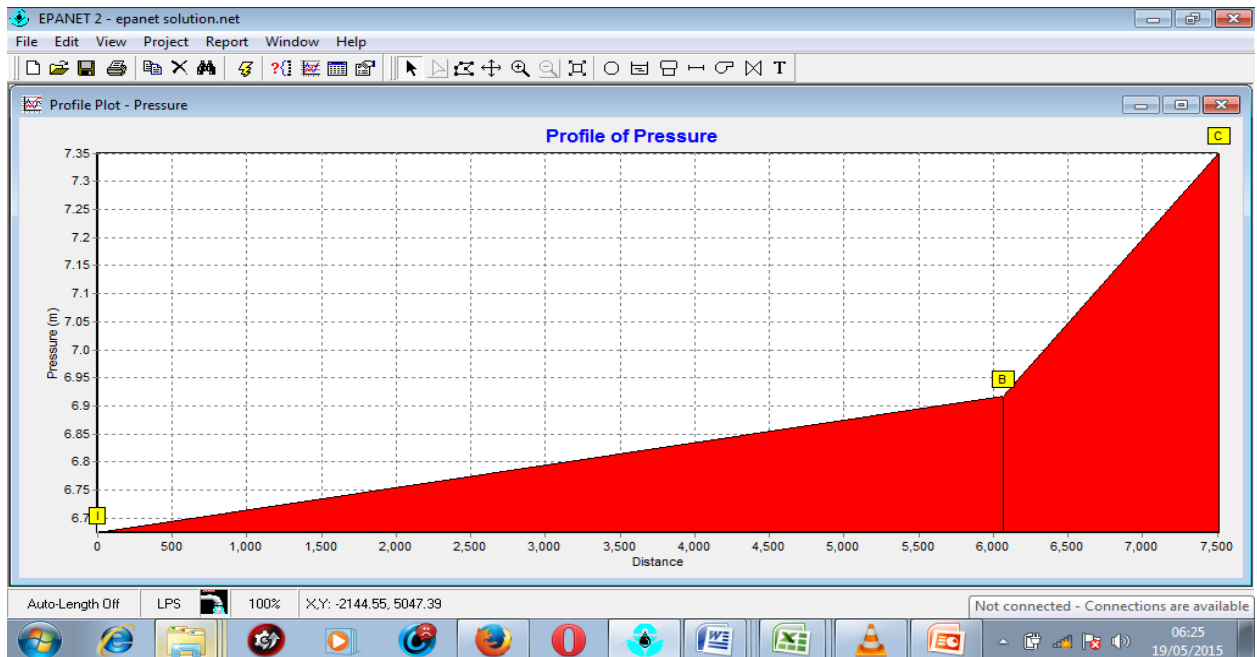 EPANET 2 - epanet solution.net
File Edit View Project Report Window Help
T
Profile Plot - Pressure
Profile of Pressure
C
7.35
7.3
7.25
7.2
7.15
7.1
7.05
7.0
6.95
6.9
6.85
6.8
6.75
6.7
Pressure (m)
B
I
0 500 1,000 1,500 2,000 2,500 3,000 3,500 4,000 4,500 5,000 5,500 6,000 6,500 7,000 7,500
Distance
Auto-Length Off LPS 100% X,Y: -2144.55, 5047.39
Not connected - Connections are available
06:25
19/05/2015